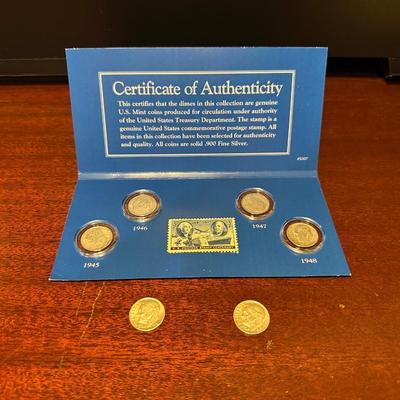 Certificate of Authenticity
This certifies that the dimes in this collection are genuine
U.S. Mint coins produced for circulation under authority
of the United States Treasury Department. The stamp is a
genuine United States commemorative postage stamp. All
items in this collection have been selected for authenticity
and quality. All coins are solid .900 Fine Silver.
1946
1947
1945
1948